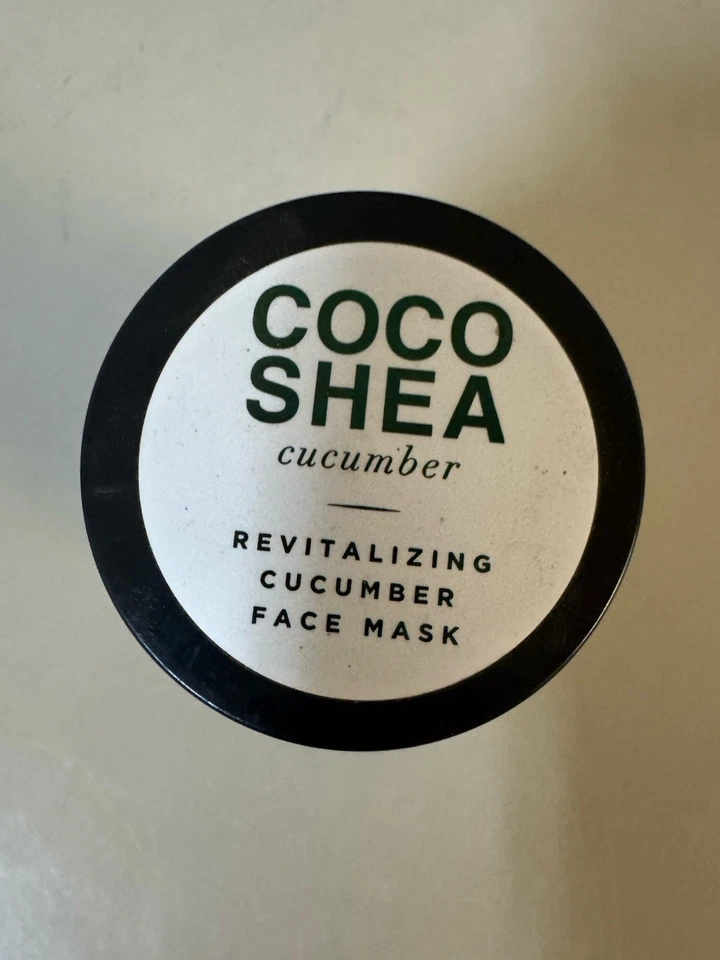 COCO
SHEA
cucumber
REVITALIZING
CUCUMBER
FACE MASK